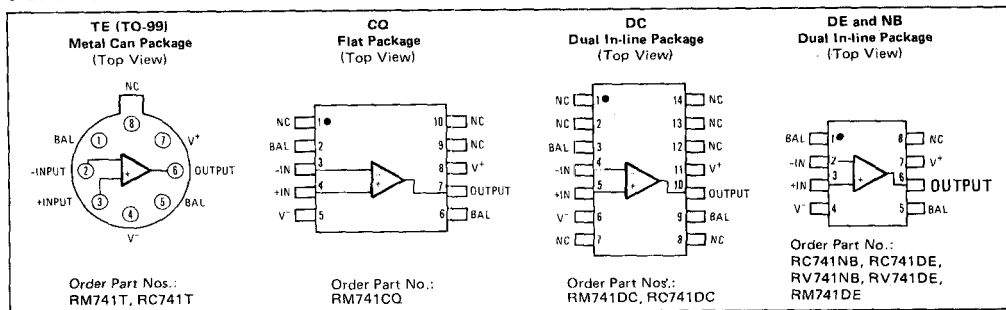 TE (TO-99)
Metal Can Package
(Top View)
NC
8
BAL 1 7 V+
-INPUT 2 6 OUTPUT
+
+INPUT 3 5 BAL
4
V-
Order Part Nos.:
RM741T, RC741T
CQ
Flat Package
(Top View)
NC 1 10 NC
BAL 2 9 NC
-IN 3 8 V+
+IN 4 + 7 OUTPUT
V- 5 6 BAL
Order Part No.:
RM741CQ
DC
Dual In-line Package
(Top View)
NC 1 14 NC
NC 2 13 NC
BAL 3 12 NC
-IN 4 11 V+
+IN 5 + 10 OUTPUT
V- 6 9 BAL
NC 7 8 NC
Order Part Nos.:
RM741DC, RC741DC
DE and NB
Dual In-line Package
(Top View)
BAL 1 8 NC
-IN 2 7 V+
+IN 3 + 6 OUTPUT
V- 4 5 BAL
Order Part No.:
RC741NB, RC741DE,
RV741NB, RV741DE,
RM741DE